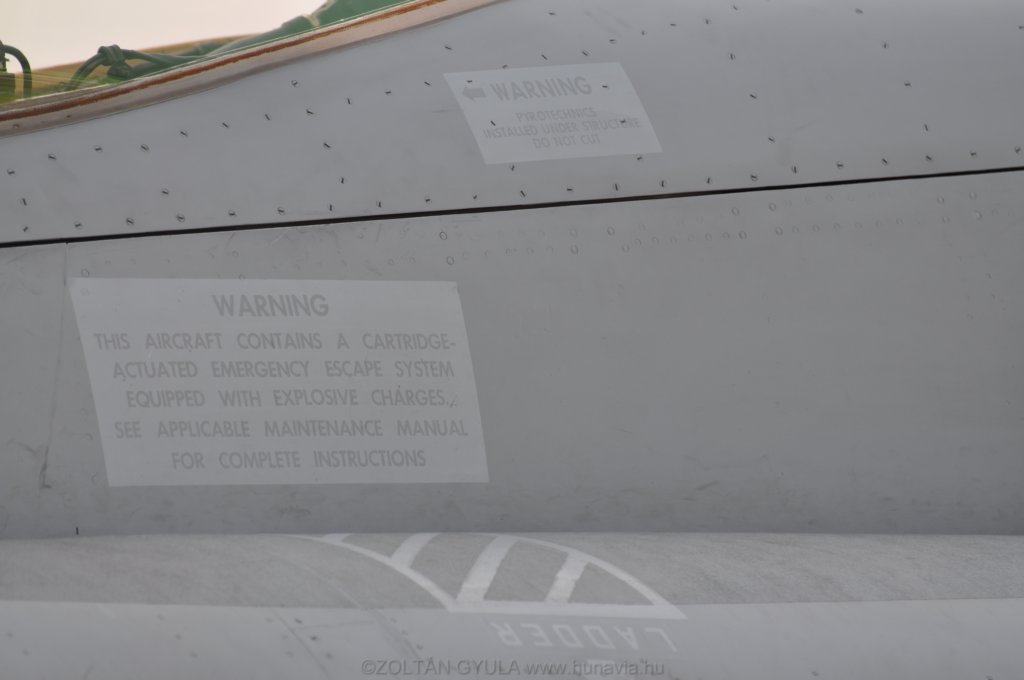 WARNING
PYROTECHNICS
INSTALLED UNDER STRUCTURE
DO NOT CUT
WARNING
THIS AIRCRAFT CONTAINS A CARTRIDGE-
ACTUATED EMERGENCY ESCAPE SYSTEM
EQUIPPED WITH EXPLOSIVE CHARGES.
SEE APPLICABLE MAINTENANCE MANUAL
FOR COMPLETE INSTRUCTIONS
LADDER
©ZOLTÁN GYULA www.hunavia.hu